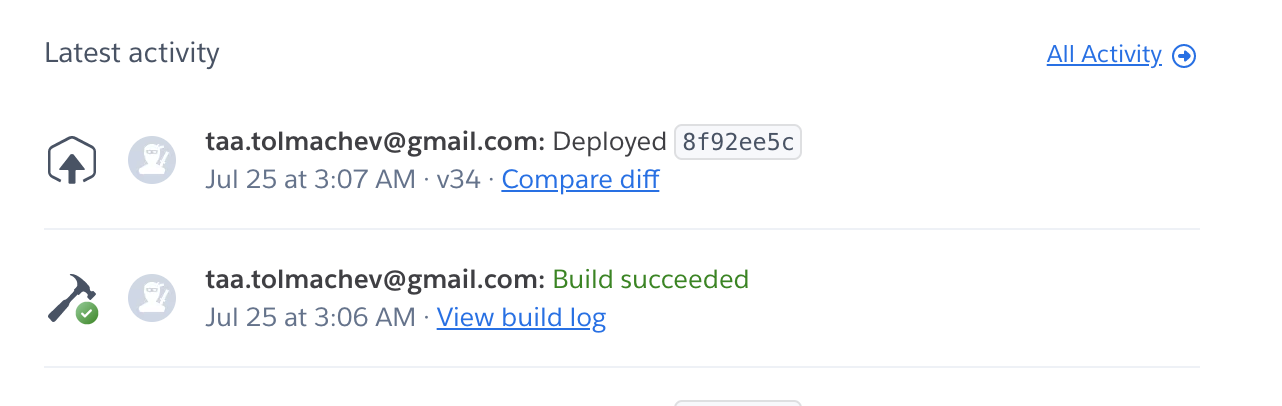 Latest activity
All Activity
taa.tolmachev@gmail.com: Deployed 8f92ee5c
Jul 25 at 3:07 AM · v34 · Compare diff
taa.tolmachev@gmail.com: Build succeeded
Jul 25 at 3:06 AM · View build log